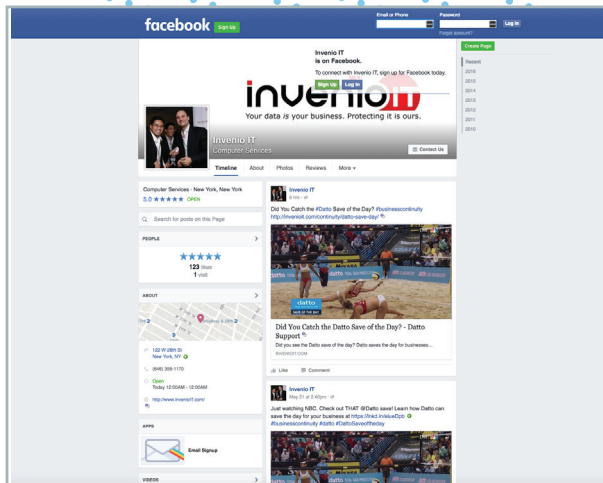 facebook
Sign Up
Email or Phone
Password
Log In
Forgot account?
Create Page
Recent
2016
2015
2014
2013
2012
2011
2010
Invenio IT
is on Facebook.
To connect with Invenio IT, sign up for Facebook today.
Sign Up
Log In
invenioIT
Your data is your business. Protecting it is ours.
Invenio IT
Computer Services
Contact Us
Timeline About Photos Reviews More
Computer Services · New York, New York
5.0 ★★★★★ OPEN
Search for posts on this Page
PEOPLE
★★★★★
123 likes
1 visit
ABOUT
122 W 26th St
New York, NY
(646) 395-1170
Open
Today 12:00AM - 12:00AM
http://www.invenioIT.com/
APPS
Email Signup
VIDEOS
Invenio IT
Did You Catch the #Datto Save of the Day? #businesscontinuity
http://invenioit.com/continuity/datto-save-day/
datto
SAVE OF THE DAY
Did You Catch the Datto Save of the Day? - Datto
Support
Did you see the Datto save of the day? Datto saves the day for businesses...
INVENIOIT.COM
Like Comment
Invenio IT
May 21 at 2:40pm
Just watching NBC. Check out THAT @Datto save! Learn how Datto can
save the day for your business at
#businesscontinuity #datto #DattoSaveoftheday